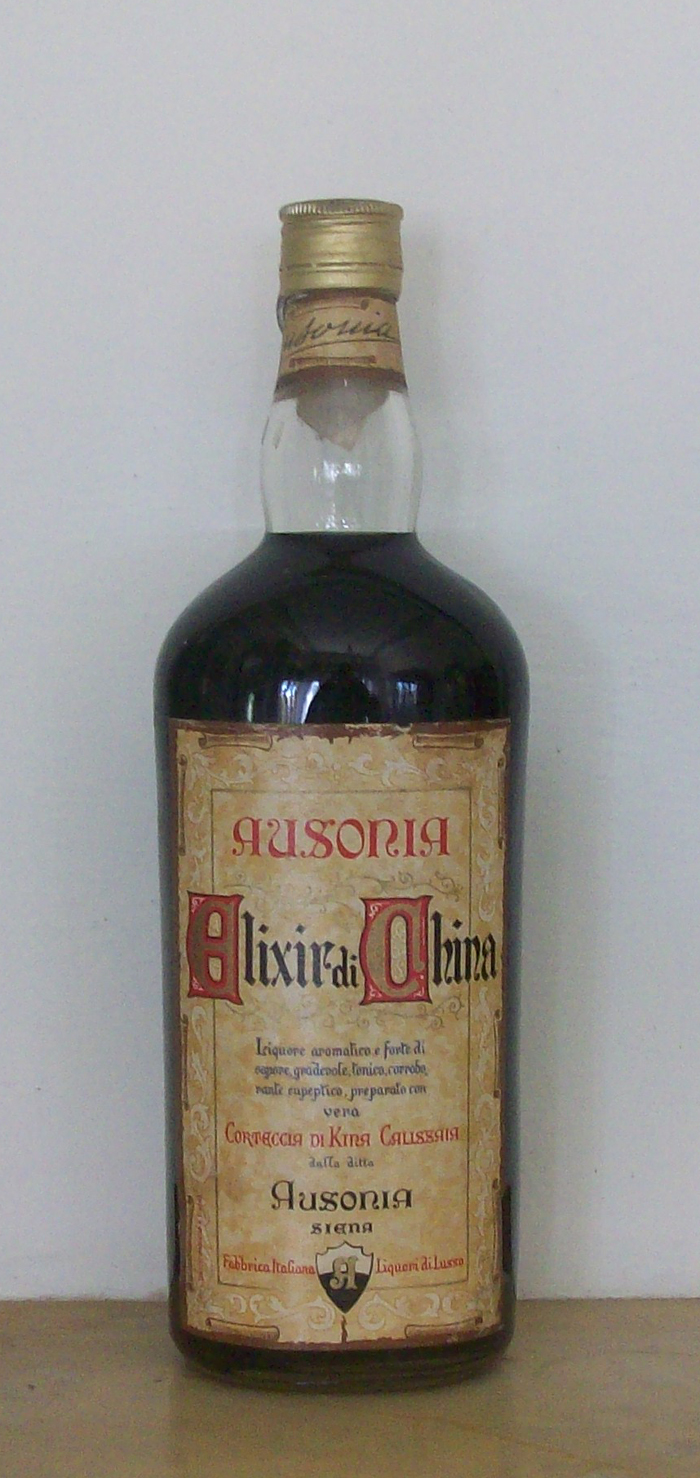 Ausonia
AUSONIA
Elixir di China
Liquore aromatico e forte di
sapore, gradevole, tonico, corrobo,
rante eupeptico, preparato con
vera
CORTECCIA DI KINA CALISSAIA
dalla ditta
AUSONIA
SIENA
Fabbrica Italiana A Liquori di Lusso